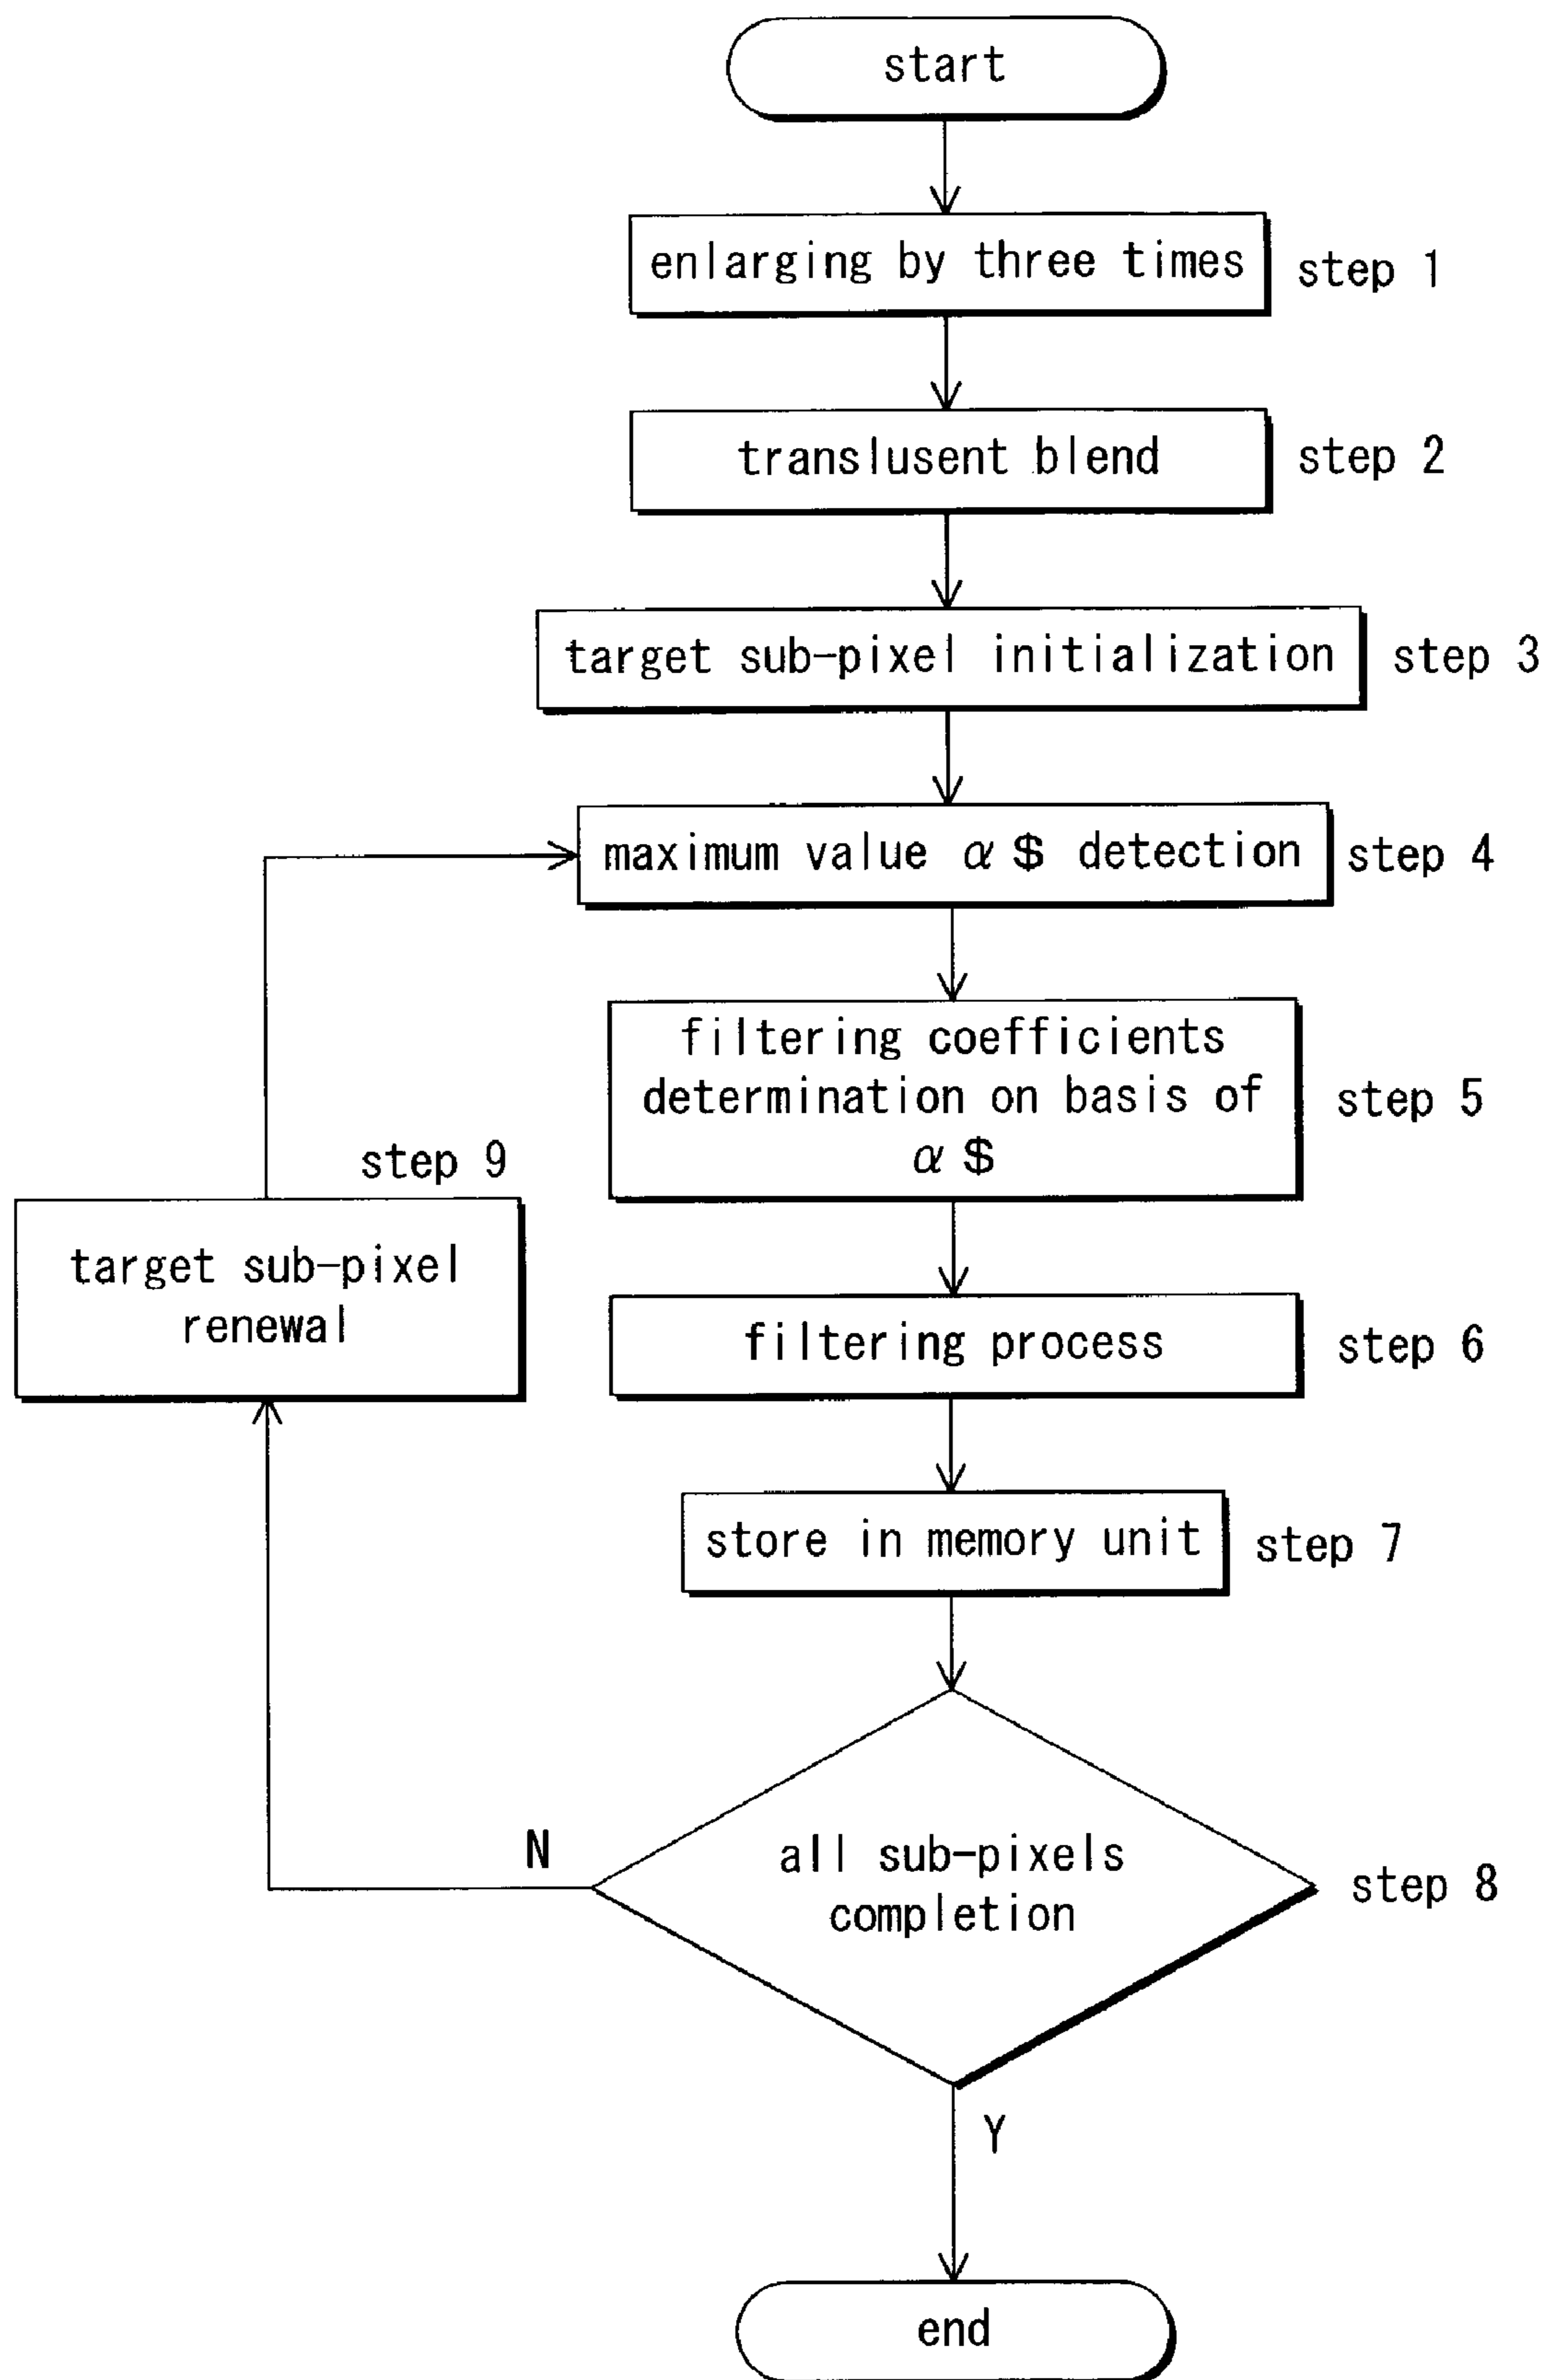 start
enlarging by three times
step 1
translusent blend
step 2
target sub-pixel initialization
step 3
maximum value α$ detection
step 4
filtering coefficients
determination on basis of
α$
step 5
step 9
target sub-pixel
renewal
filtering process
step 6
store in memory unit
step 7
N
all sub-pixels
completion
step 8
Y
end